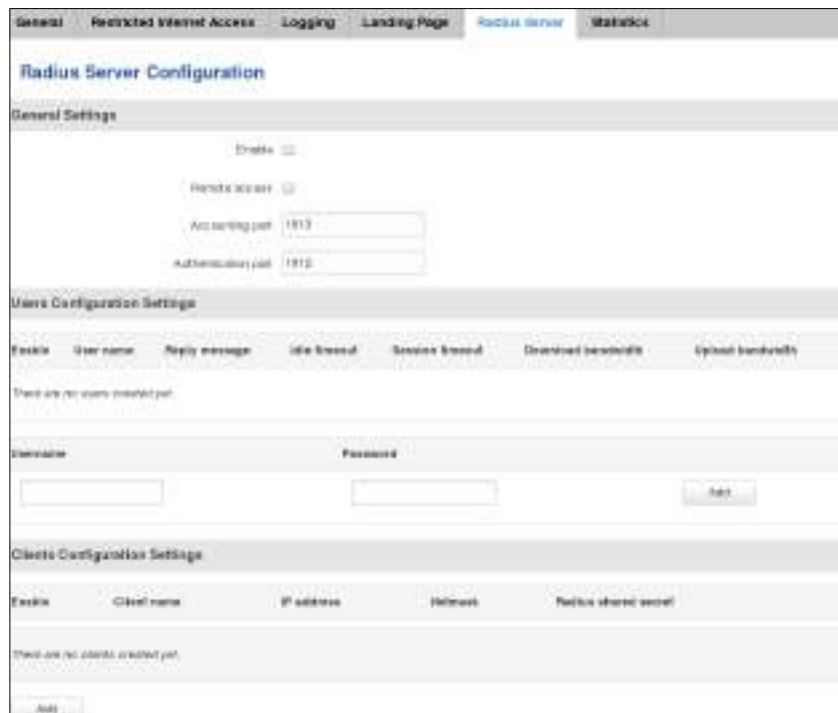 General Restricted Internet Access Logging Landing Page Radius Server Statistics
Radius Server Configuration
General Settings
Enable
Remote access
Accounting port 1813
Authentication port 1812
Users Configuration Settings
Enable User name Reply message Idle timeout Session timeout Download bandwidth Upload bandwidth
There are no users created yet.
Username Password
Add
Clients Configuration Settings
Enable Client name IP address Netmask Radius shared secret
There are no clients created yet.
Add